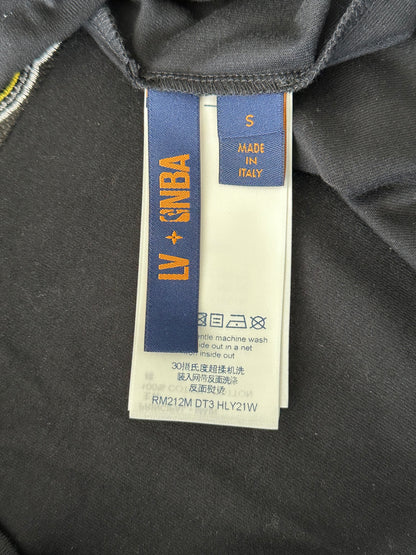 LV + NBA
S
MADE
IN
ITALY
gentle machine wash
inside out in a net
iron inside out
30摄氏度超柔机洗
装入网带反面洗涤
反面熨烫
RM212M DT3 HLY21W